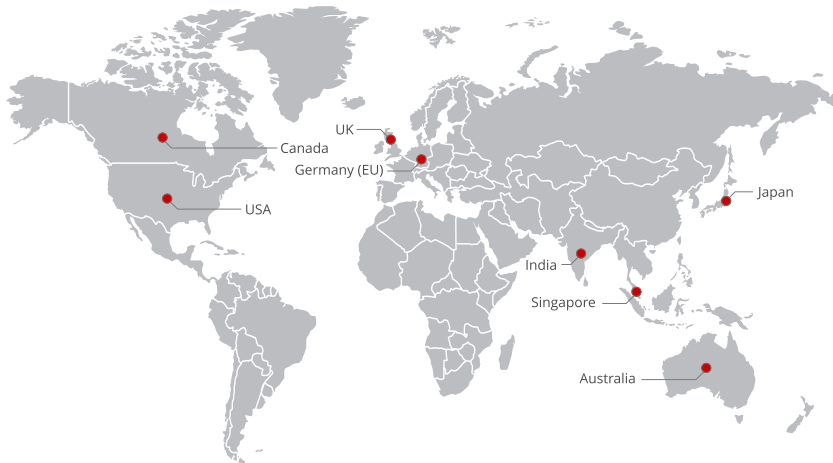 UK
Canada
Germany (EU)
Japan
USA
India
Singapore
Australia